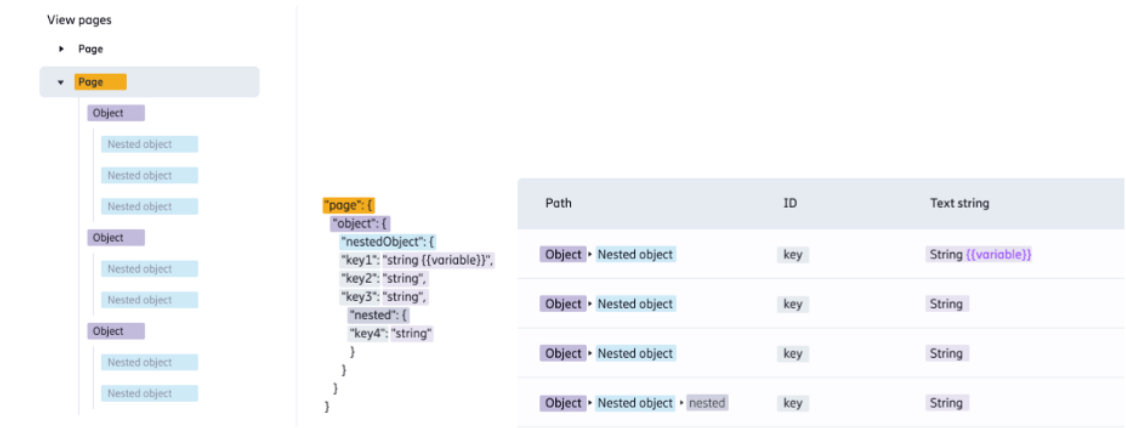 View pages
Page
Page
Object
Nested object
Nested object
Nested object
Object
Nested object
Nested object
Object
Nested object
Nested object
"page": {
"object": {
"nestedObject": {
"key1": "string {{variable}}",
"key2": "string",
"key3": "string",
"nested": {
"key4": "string"
}
}
}
}
Path ID Text string
Object ▸ Nested object key String {{variable}}
Object ▸ Nested object key String
Object ▸ Nested object key String
Object ▸ Nested object ▸ nested key String